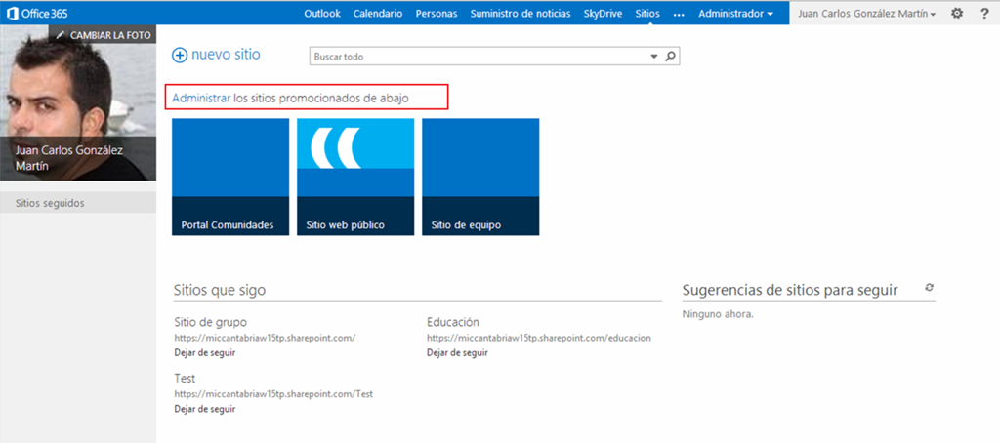 Office 365
Outlook Calendario Personas Suministro de noticias SkyDrive Sitios ... Administrador Juan Carlos González Martín ?
CAMBIAR LA FOTO
Juan Carlos González
Martín
Sitios seguidos
nuevo sitio
Buscar todo
Administrar los sitios promocionados de abajo
Portal Comunidades
Sitio web público
Sitio de equipo
Sitios que sigo
Sitio de grupo
https://miccantabriaw15tp.sharepoint.com/
Dejar de seguir
Educación
https://miccantabriaw15tp.sharepoint.com/educacion
Dejar de seguir
Test
https://miccantabriaw15tp.sharepoint.com/Test
Dejar de seguir
Sugerencias de sitios para seguir
Ninguno ahora.